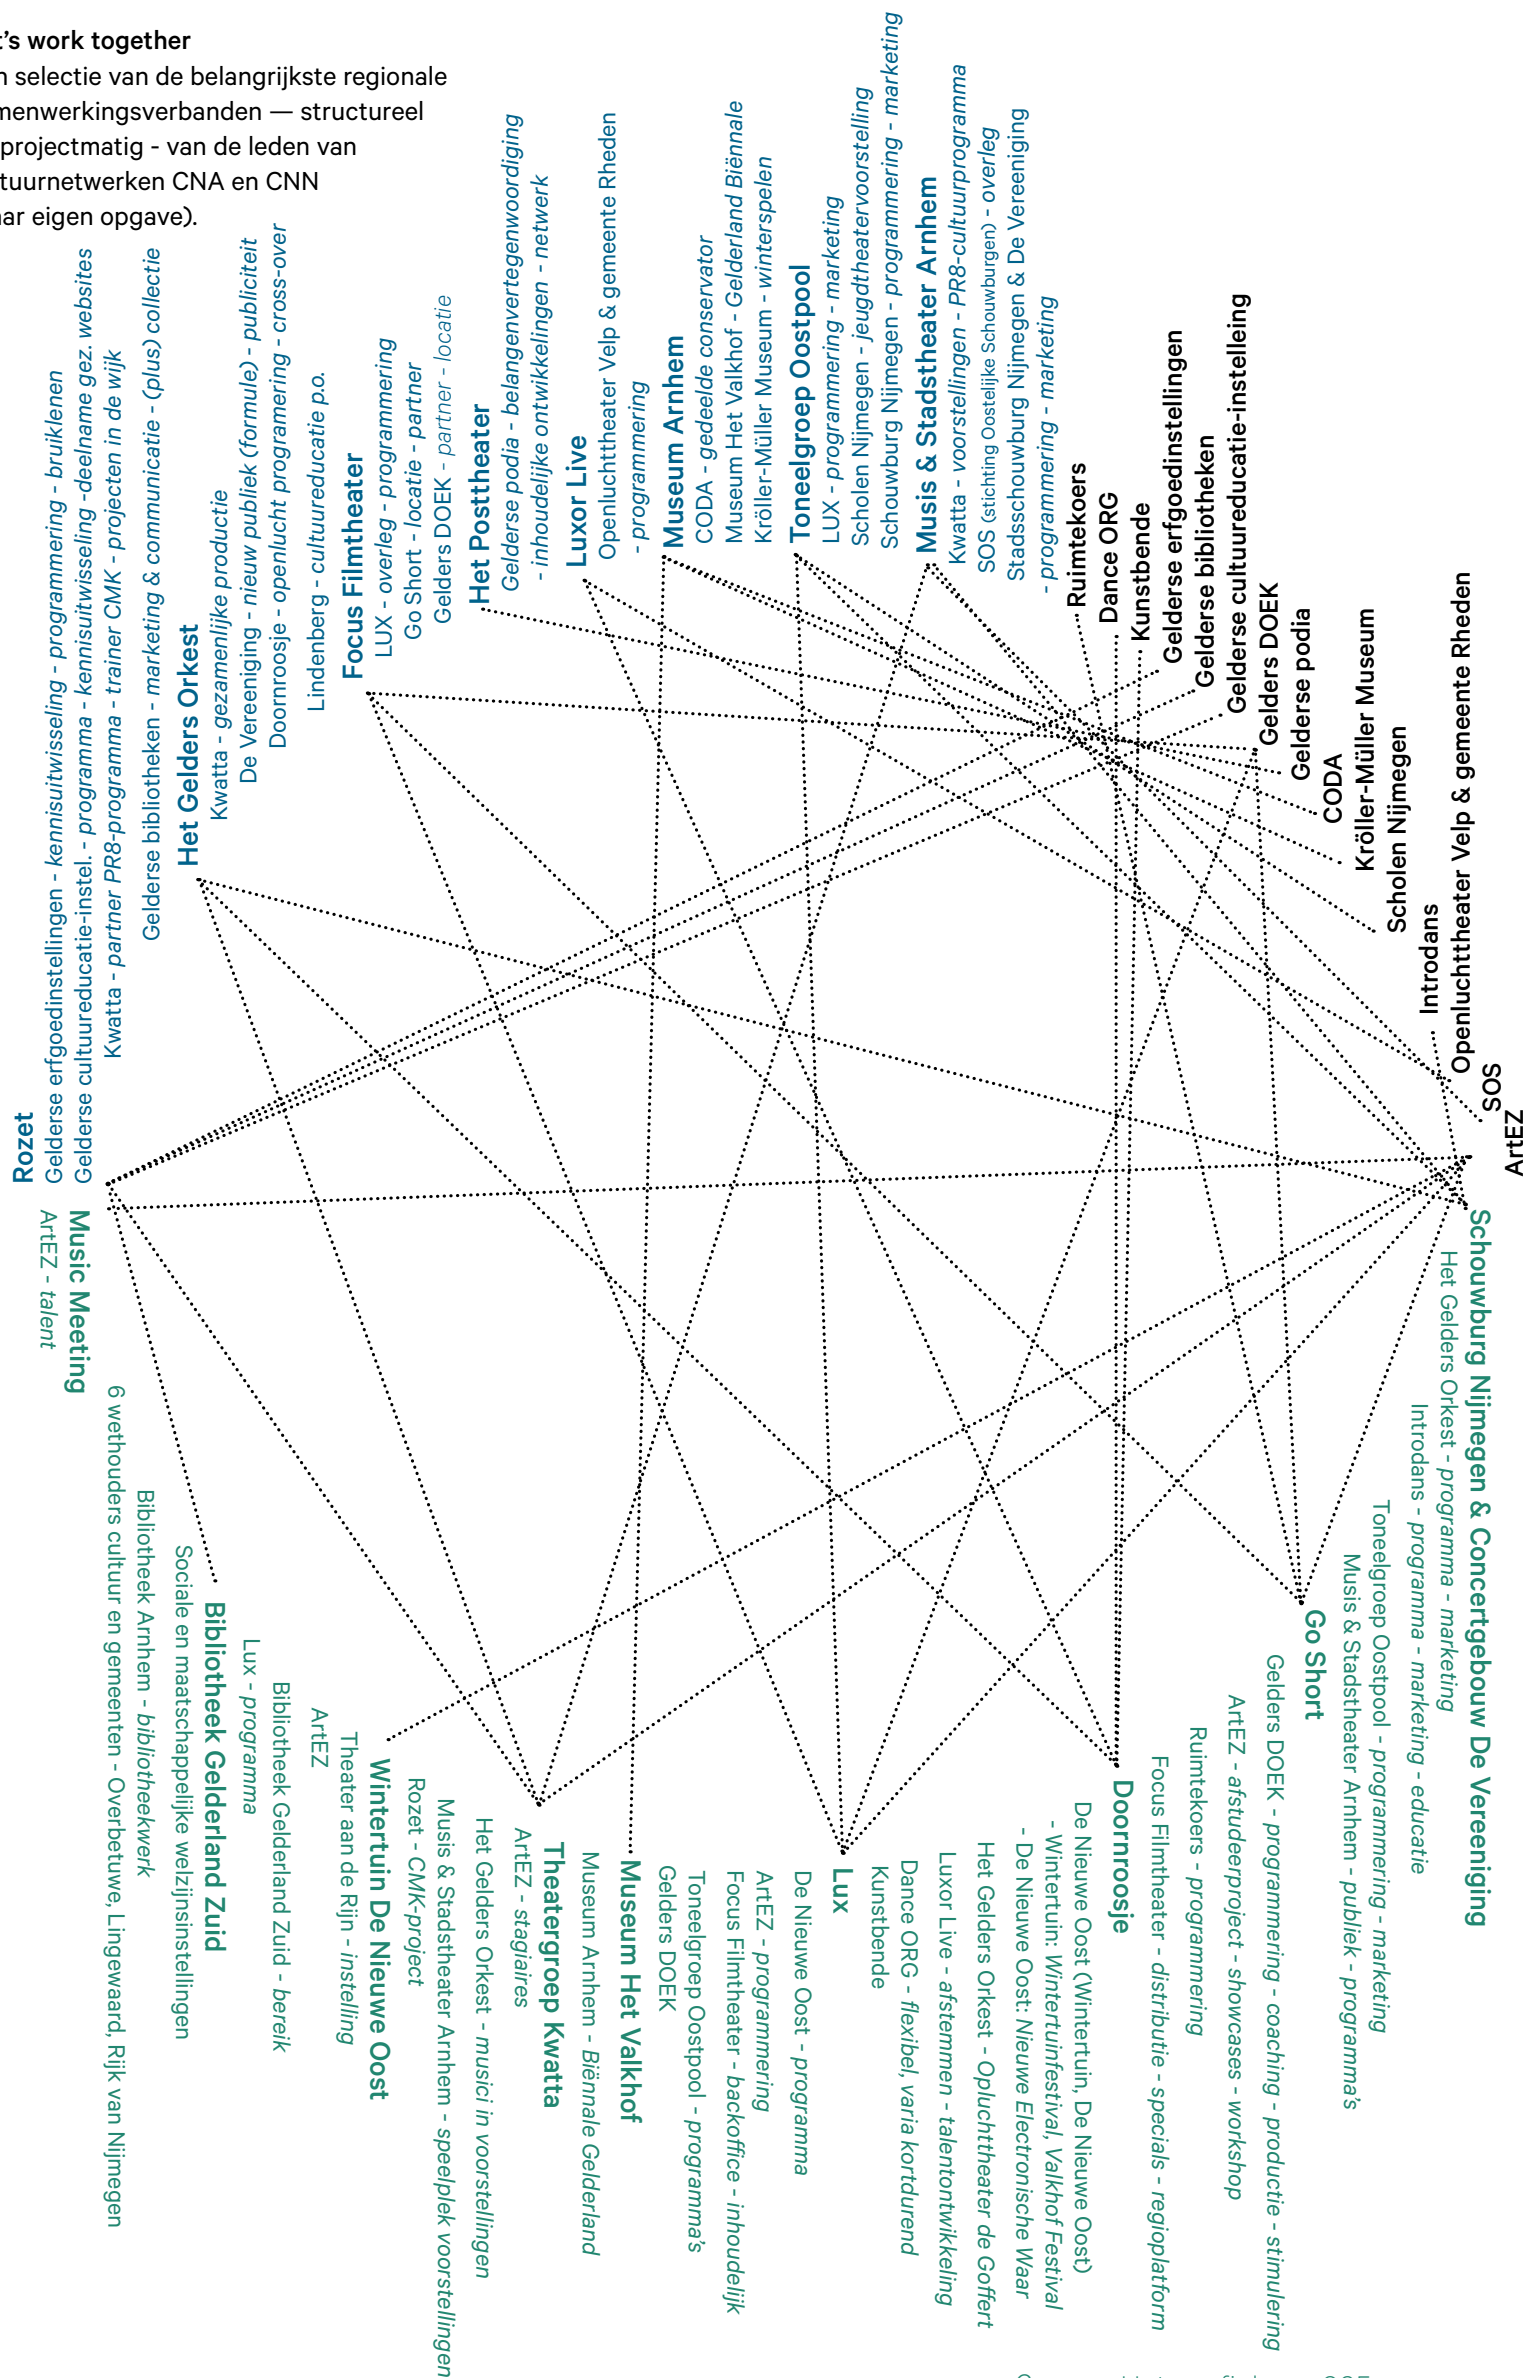 t’s work together
n selectie van de belangrijkste regionale
menwerkingsverbanden — structureel
projectmatig - van de leden van
tuurnetwerken CNA en CNN
ar eigen opgave).
Rozet
Gelderse erfgoedinstellingen - kennisuitwisseling - programmering - bruiklenen
Gelderse cultuureducatie-instel. - programma - kennisuitwisseling -deelname gez. websites
Kwatta - partner PR8-programma - trainer CMK - projecten in de wijk
Gelderse bibliotheken - marketing & communicatie - (plus) collectie
Het Gelders Orkest
Kwatta - gezamenlijke productie
De Vereeniging - nieuw publiek (formule) - publiciteit
Doornroosje - openlucht programering - cross-over
Lindenberg - cultuureducatie p.o.
Focus Filmtheater
LUX - overleg - programmering
Go Short - locatie - partner
Gelders DOEK - partner - locatie
Het Posttheater
Gelderse podia - belangenvertegenwoordiging
- inhoudelijke ontwikkelingen - netwerk
Luxor Live
Openluchttheater Velp & gemeente Rheden
- programmering
Museum Arnhem
CODA - gedeelde conservator
Museum Het Valkhof - Gelderland Biënnale
Kröller-Müller Museum - winterspelen
Toneelgroep Oostpool
LUX - programmering - marketing
Scholen Nijmegen - jeugdtheatervoorstelling
Schouwburg Nijmegen - programmering - marketing
Musis & Stadstheater Arnhem
Kwatta - voorstellingen - PR8-cultuurprogramma
SOS (stichting Oostelijke Schouwburgen) - overleg
Stadsschouwburg Nijmegen & De Vereeniging
- programmering - marketing
Ruimtekoers
Dance ORG
Kunstbende
Gelderse erfgoedinstellingen
Gelderse bibliotheken
Gelderse cultuureducatie-instelleing
Gelders DOEK
Gelderse podia
CODA
Kröller-Müller Museum
Scholen Nijmegen
Introdans
Openluchttheater Velp & gemeente Rheden
SOS
ArtEZ
Schouwburg Nijmegen & Concertgebouw De Vereeniging
Het Gelders Orkest - programma - marketing
Introdans - programma - marketing - educatie
Toneelgroep Oostpool - programmering - marketing
Musis & Stadstheater Arnhem - publiek - programma’s
Go Short
Gelders DOEK - programmering - coaching - productie - stimulering
ArtEZ - afstudeerproject - showcases - workshop
Ruimtekoers - programmering
Focus Filmtheater - distributie - specials - regioplatform
Doornroosje
De Nieuwe Oost (Wintertuin, De Nieuwe Oost)
- Wintertuin: Wintertuinfestival, Valkhof Festival
- De Nieuwe Oost: Nieuwe Electronische Waar
Het Gelders Orkest - Opluchttheater de Goffert
Luxor Live - afstemmen - talentontwikkeling
Dance ORG - flexibel, varia kortdurend
Kunstbende
Lux
De Nieuwe Oost - programma
ArtEZ - programmering
Focus Filmtheater - backoffice - inhoudelijk
Toneelgroep Oostpool - programma’s
Gelders DOEK
Museum Het Valkhof
Museum Arnhem - Biënnale Gelderland
Theatergroep Kwatta
ArtEZ - stagiaires
Het Gelders Orkest - musici in voorstellingen
Musis & Stadstheater Arnhem - speelplek voorstellingen
Rozet - CMK-project
Wintertuin De Nieuwe Oost
Theater aan de Rijn - instelling
ArtEZ
Bibliotheek Gelderland Zuid - bereik
Lux - programma
Bibliotheek Gelderland Zuid
Sociale en maatschappelijke welzijnsinstellingen
Bibliotheek Arnhem - bibliotheekwerk
6 wethouders cultuur en gemeenten - Overbetuwe, Lingewaard, Rijk van Nijmegen
Music Meeting
ArtEZ - talent